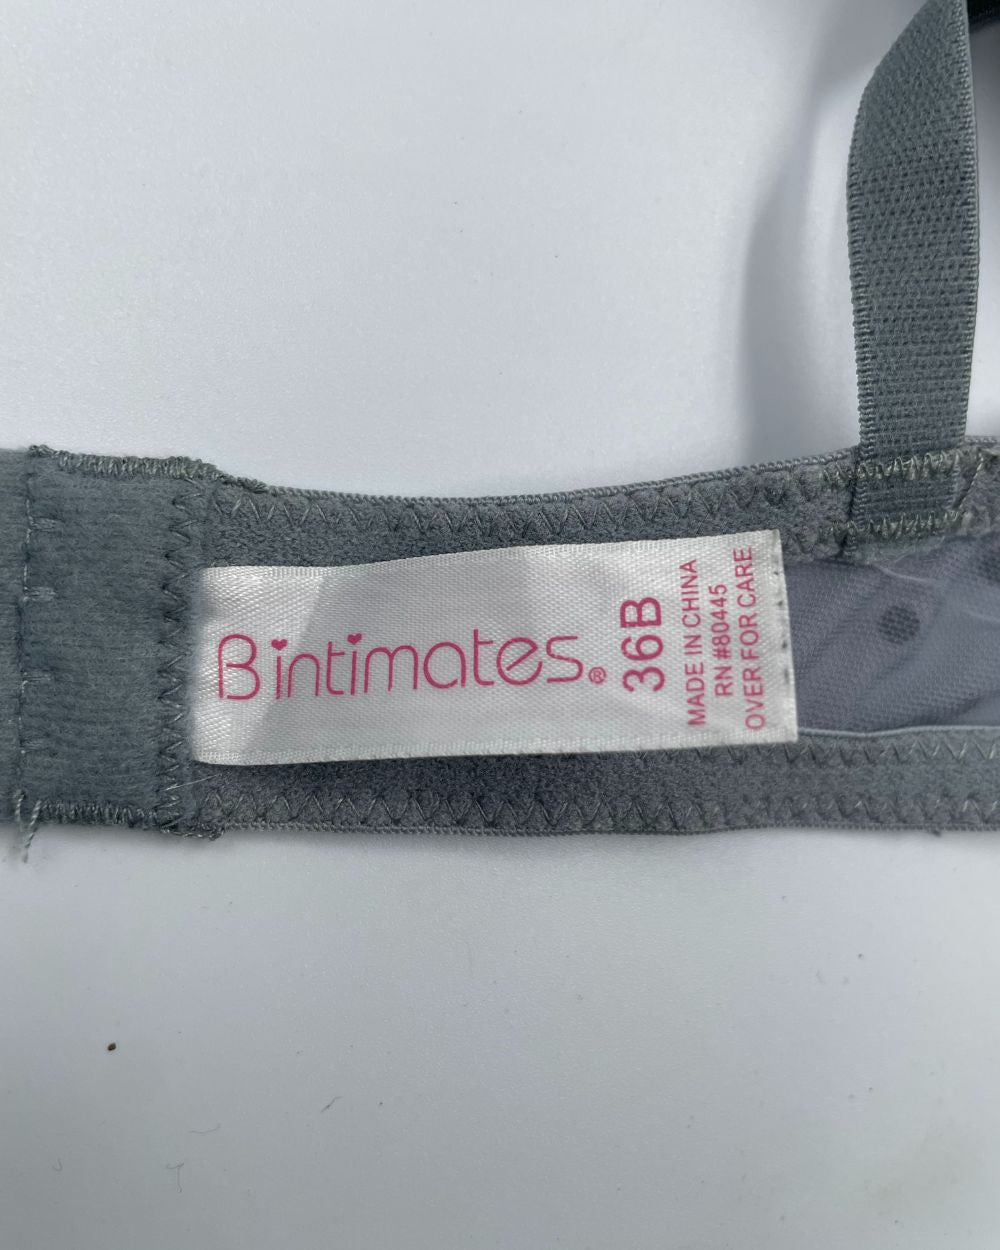 B intimates®
36B
MADE IN CHINA
RN #80445
OVER FOR CARE